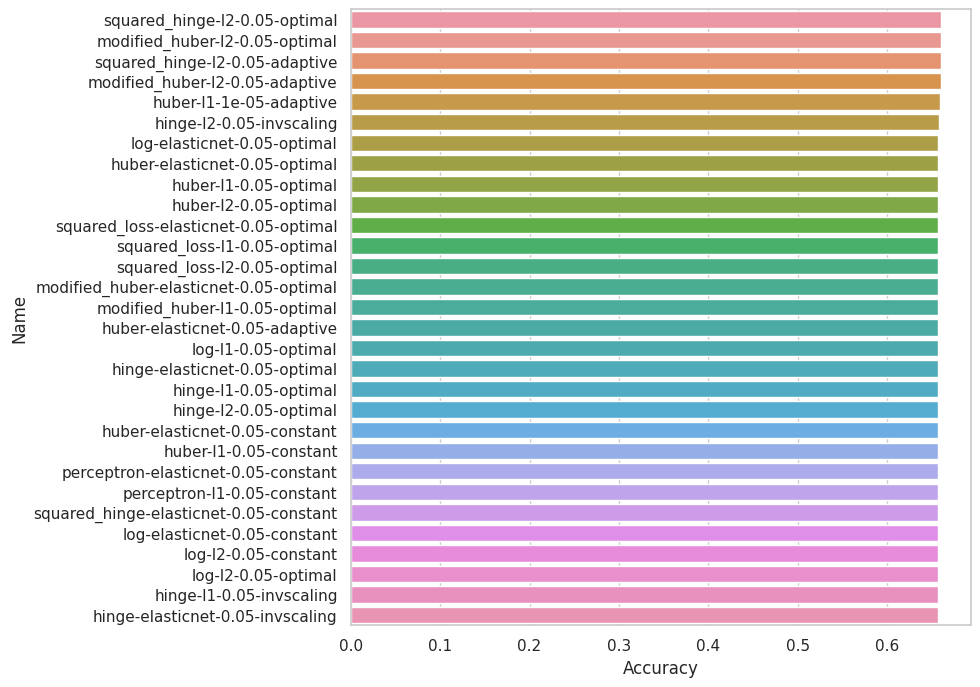 squared_hinge-l2-0.05-optimal
modified_huber-l2-0.05-optimal
squared_hinge-l2-0.05-adaptive
modified_huber-l2-0.05-adaptive
huber-l1-1e-05-adaptive
hinge-l2-0.05-invscaling
log-elasticnet-0.05-optimal
huber-elasticnet-0.05-optimal
huber-l1-0.05-optimal
huber-l2-0.05-optimal
squared_loss-elasticnet-0.05-optimal
squared_loss-l1-0.05-optimal
squared_loss-l2-0.05-optimal
modified_huber-elasticnet-0.05-optimal
modified_huber-l1-0.05-optimal
huber-elasticnet-0.05-adaptive
log-l1-0.05-optimal
hinge-elasticnet-0.05-optimal
hinge-l1-0.05-optimal
hinge-l2-0.05-optimal
huber-elasticnet-0.05-constant
huber-l1-0.05-constant
perceptron-elasticnet-0.05-constant
perceptron-l1-0.05-constant
squared_hinge-elasticnet-0.05-constant
log-elasticnet-0.05-constant
log-l2-0.05-constant
log-l2-0.05-optimal
hinge-l1-0.05-invscaling
hinge-elasticnet-0.05-invscaling
Name
0.0 0.1 0.2 0.3 0.4 0.5 0.6
Accuracy